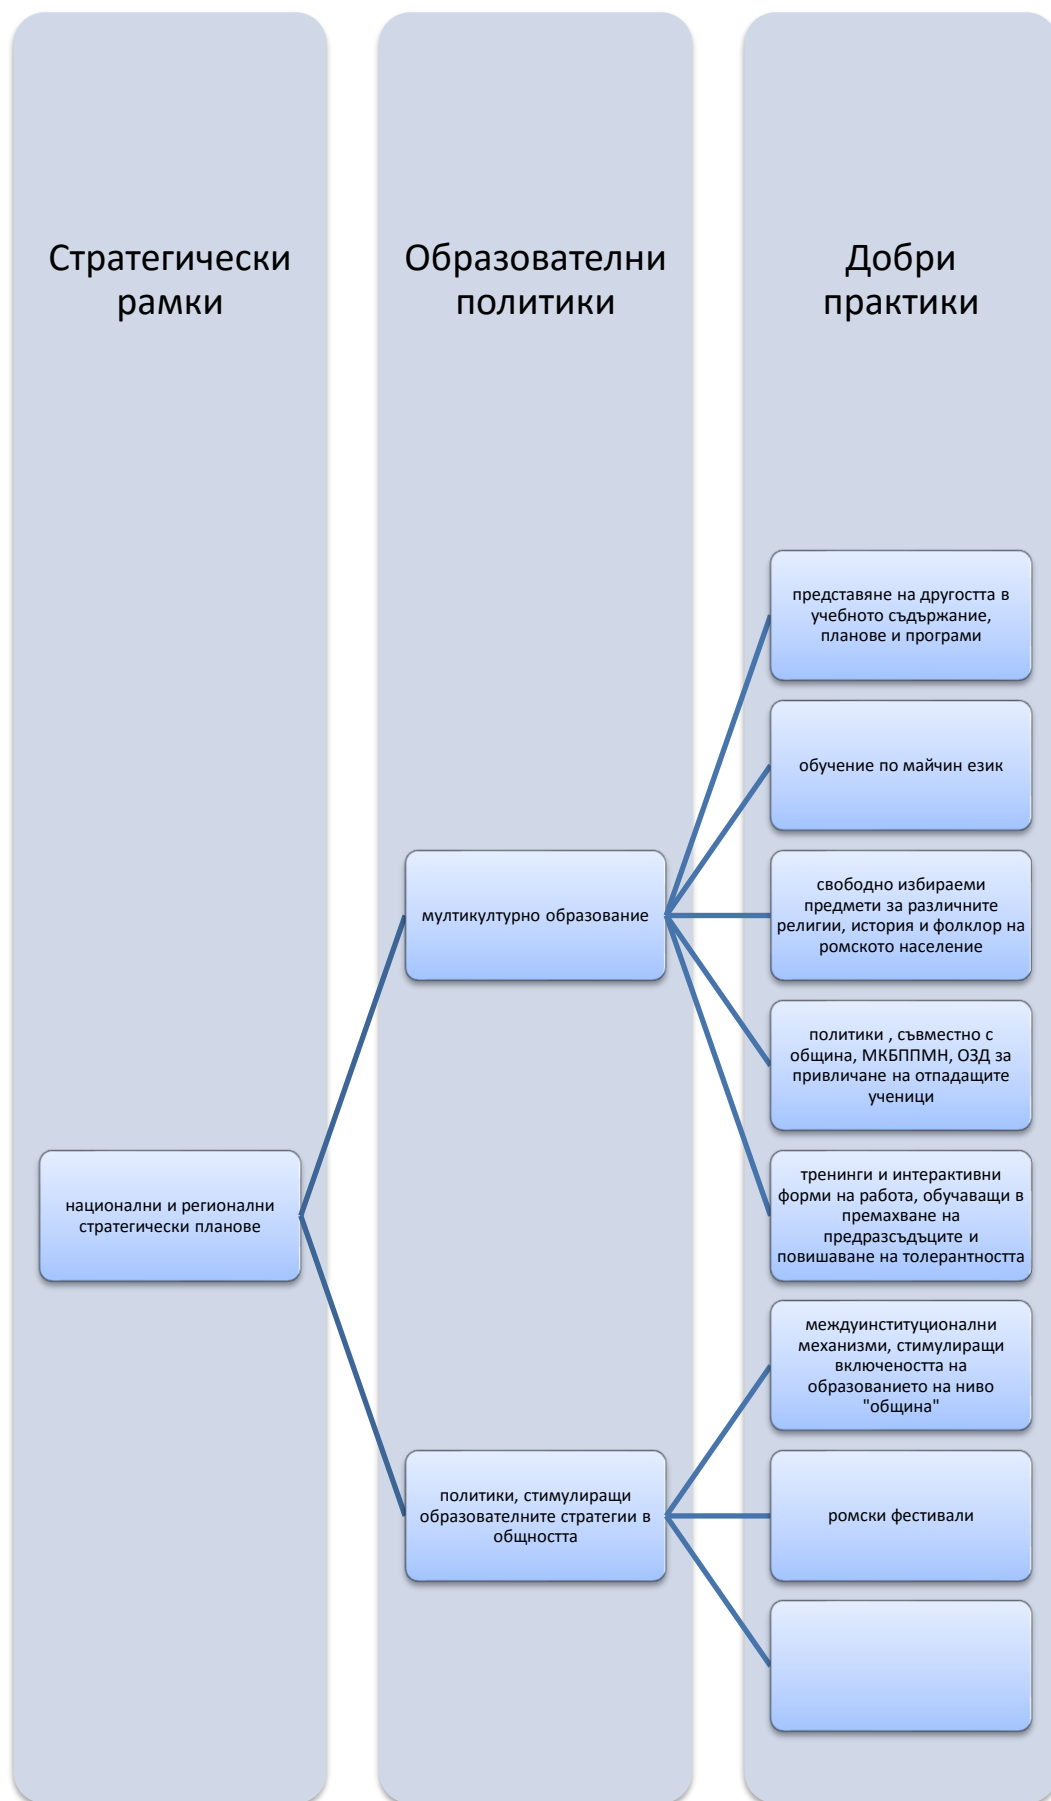 Стратегически
рамки
Образователни
политики
Добри
практики
национални и регионални
стратегически планове
мултикултурно образование
политики, стимулиращи
образователните стратегии в
общността
представяне на другостта в
учебното съдържание,
планове и програми
обучение по майчин език
свободно избираеми
предмети за различните
религии, история и фолклор на
ромското население
политики , съвместно с
община, МКБППМН, ОЗД за
привличане на отпадащите
ученици
тренинги и интерактивни
форми на работа, обучаващи в
премахване на
предразсъдъците и
повишаване на толерантността
междуинституционални
механизми, стимулиращи
включеността на
образованието на ниво
"община"
ромски фестивали